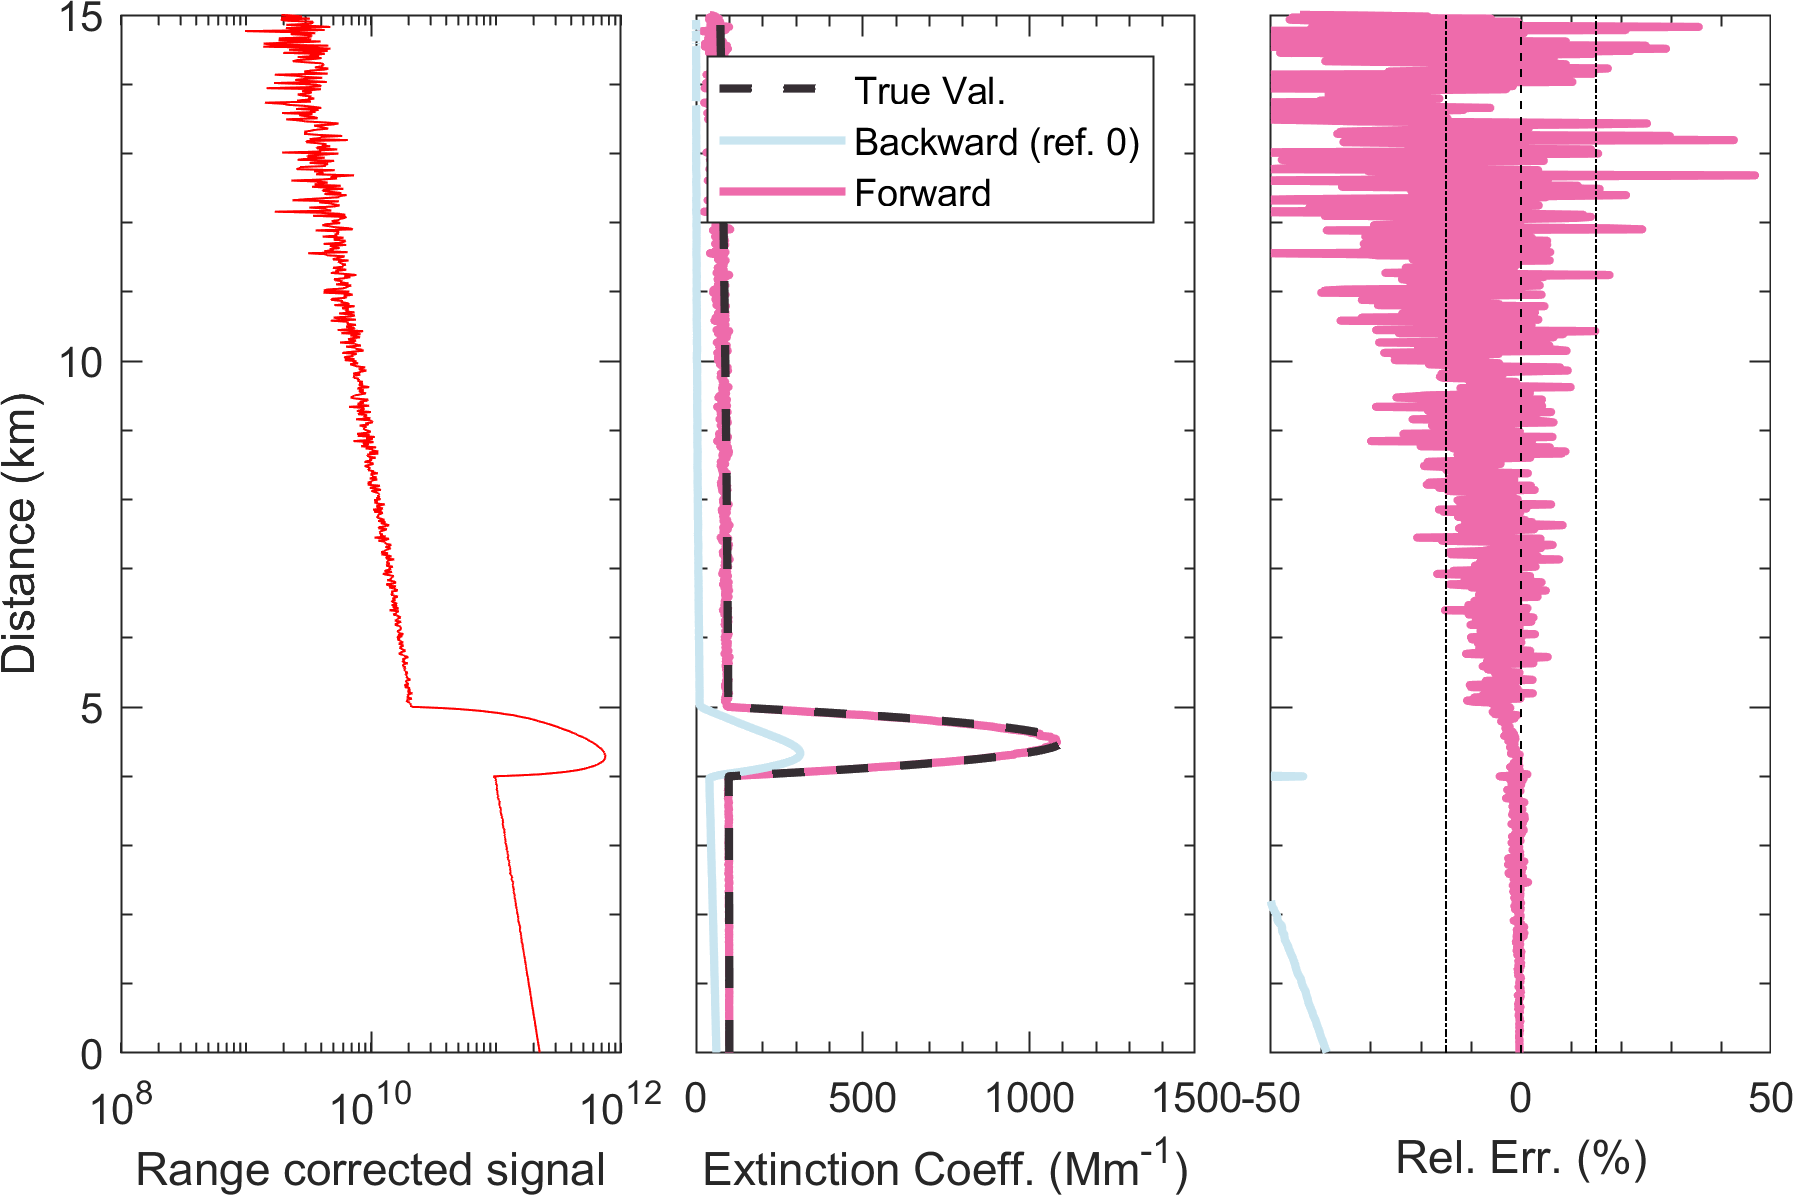 15
10
5
0
Distance (km)
10^8
10^10
10^12
Range corrected signal
True Val.
Backward (ref. 0)
Forward
0
500
1000
1500
Extinction Coeff. (Mm^-1)
-50
0
50
Rel. Err. (%)